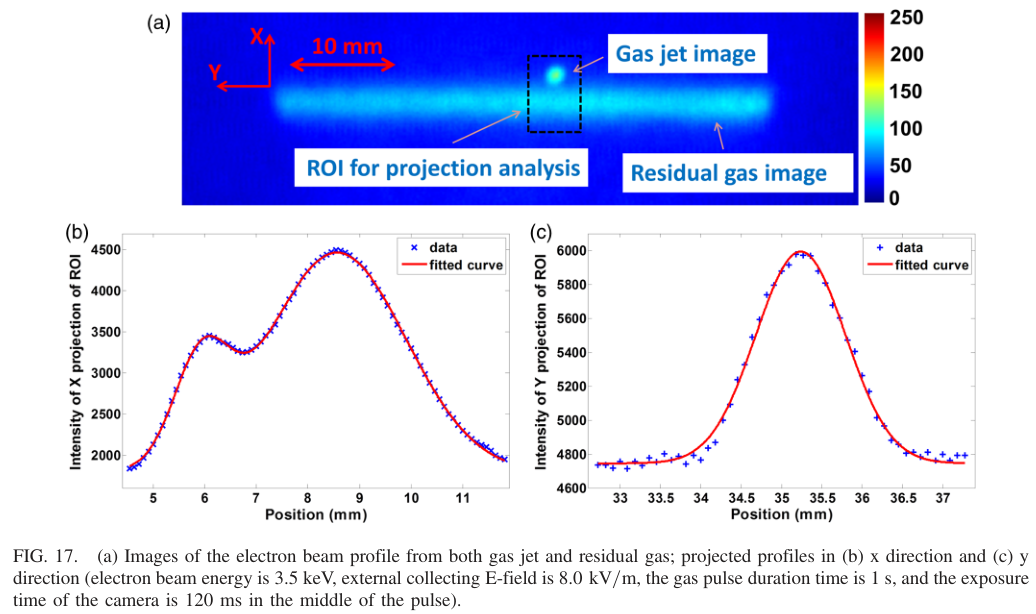 (a)
X
Y
10 mm
Gas jet image
ROI for projection analysis
Residual gas image
250
200
150
100
50
0
(b)
Intensity of X projection of ROI
4500
4000
3500
3000
2500
2000
data
fitted curve
5 6 7 8 9 10 11
Position (mm)
(c)
Intensity of Y projection of ROI
6000
5800
5600
5400
5200
5000
4800
4600
data
fitted curve
33 33.5 34 34.5 35 35.5 36 36.5 37
Position (mm)
FIG. 17. (a) Images of the electron beam profile from both gas jet and residual gas; projected profiles in (b) x direction and (c) y
direction (electron beam energy is 3.5 keV, external collecting E-field is 8.0 kV/m, the gas pulse duration time is 1 s, and the exposure
time of the camera is 120 ms in the middle of the pulse).